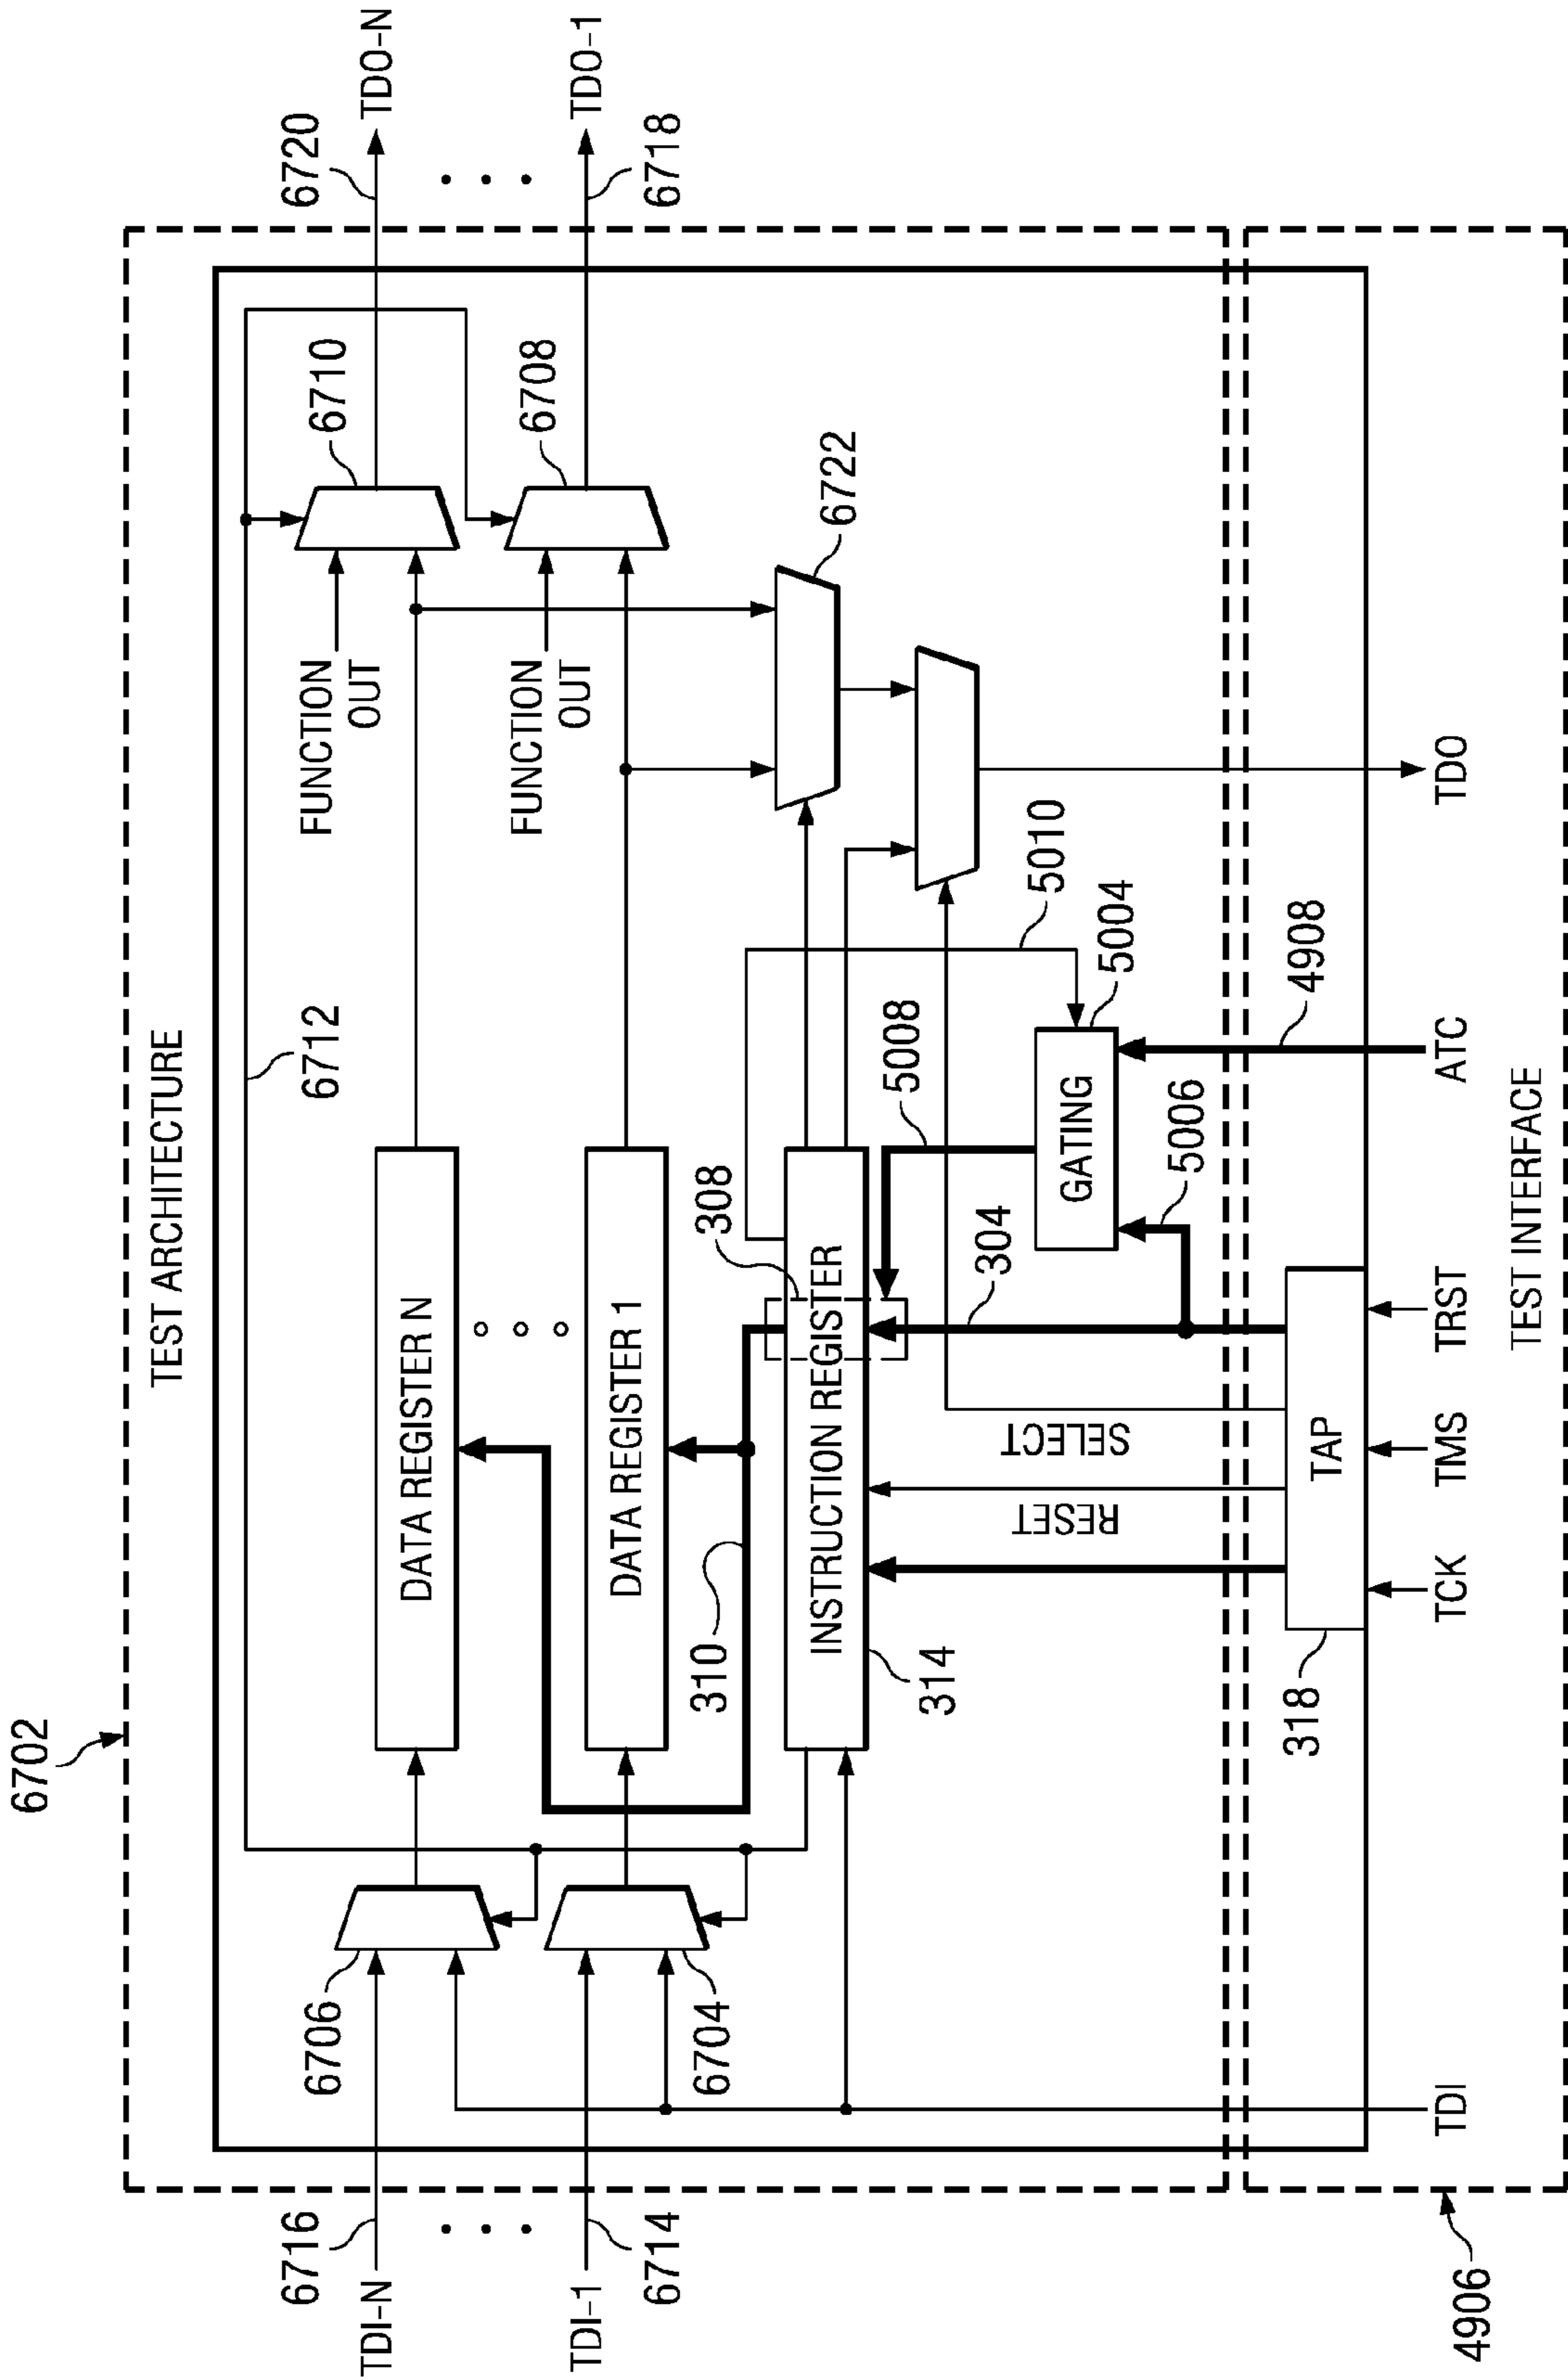 6702
TEST ARCHITECTURE
6712
6716
TDI-N
6706
DATA REGISTER N
FUNCTION
OUT
6710
6720
TDO-N
6714
TDI-1
6704
DATA REGISTER 1
FUNCTION
OUT
6708
6718
TDO-1
310
308
6722
INSTRUCTION REGISTER
314
5008
5010
RESET
SELECT
304
GATING
5004
5006
318
TAP
4908
4906
TDI
TCK
TMS
TRST
ATC
TDO
TEST INTERFACE